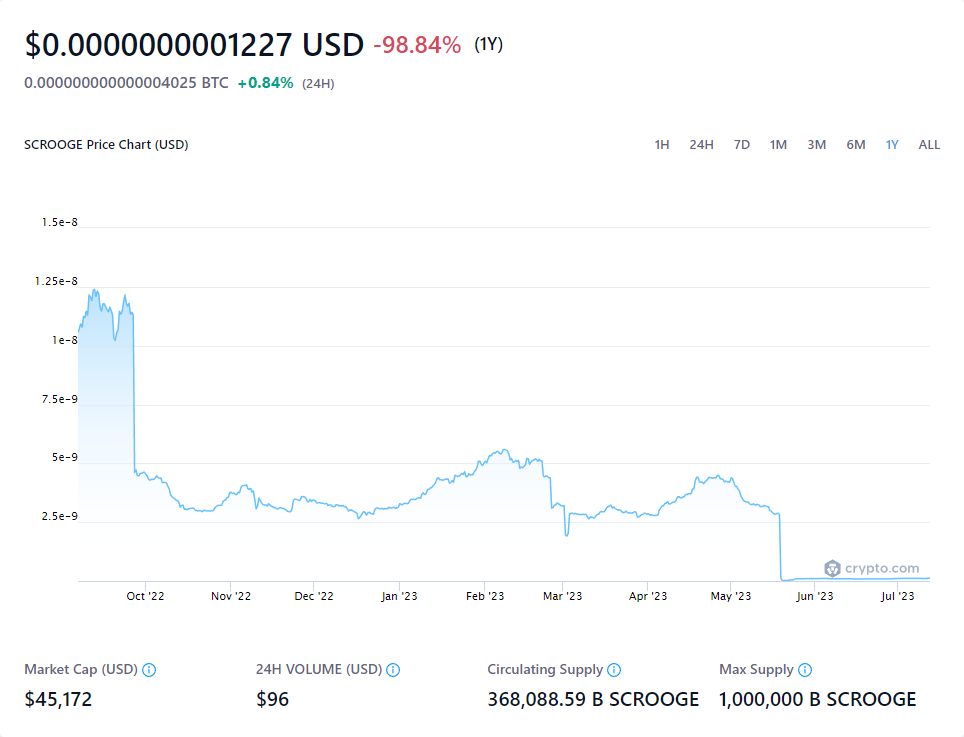 $0.0000000001227 USD -98.84% (1Y)
0.000000000000004025 BTC +0.84% (24H)
SCROOGE Price Chart (USD) 1H 24H 7D 1M 3M 6M 1Y ALL
1.5e-8
1.25e-8
1e-8
7.5e-9
5e-9
2.5e-9
crypto.com
Oct '22 Nov '22 Dec '22 Jan '23 Feb '23 Mar '23 Apr '23 May '23 Jun '23 Jul '23
Market Cap (USD) 24H VOLUME (USD) Circulating Supply Max Supply
$45,172 $96 368,088.59 B SCROOGE 1,000,000 B SCROOGE